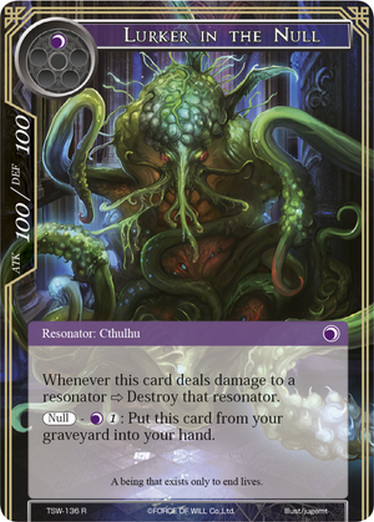 LURKER IN THE NULL
ATK 100 / DEF 100
Resonator: Cthulhu
Whenever this card deals damage to a
resonator ⇨ Destroy that resonator.
Null - 1 : Put this card from your
graveyard into your hand.
A being that exists only to end lives.
TSW-136 R ©FORCE OF WILL Co.,Ltd. Illust/jugoms